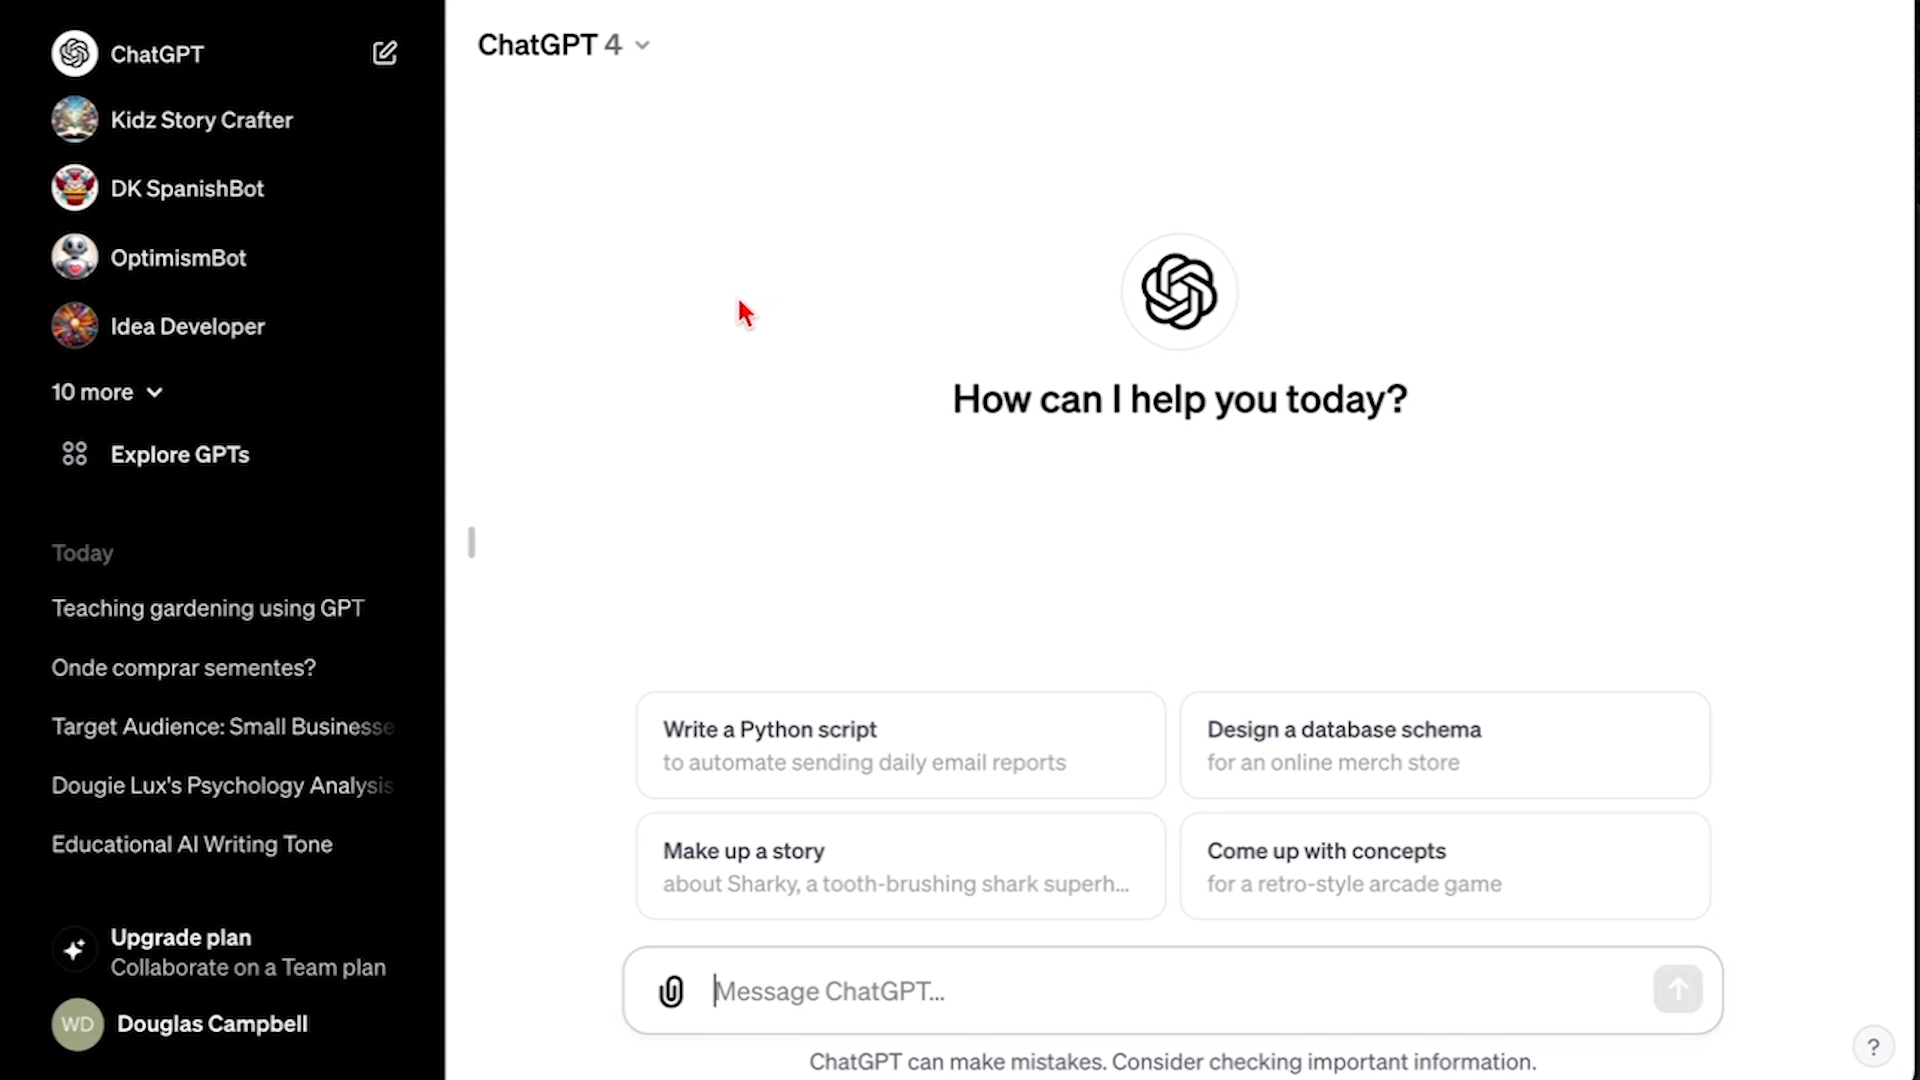 ChatGPT
Kidz Story Crafter
DK SpanishBot
OptimismBot
Idea Developer
10 more
Explore GPTs
Today
Teaching gardening using GPT
Onde comprar sementes?
Target Audience: Small Businesse
Dougie Lux's Psychology Analysis
Educational AI Writing Tone
Upgrade plan
Collaborate on a Team plan
WD Douglas Campbell
ChatGPT 4
How can I help you today?
Write a Python script
to automate sending daily email reports
Design a database schema
for an online merch store
Make up a story
about Sharky, a tooth-brushing shark superh...
Come up with concepts
for a retro-style arcade game
Message ChatGPT...
ChatGPT can make mistakes. Consider checking important information.
?